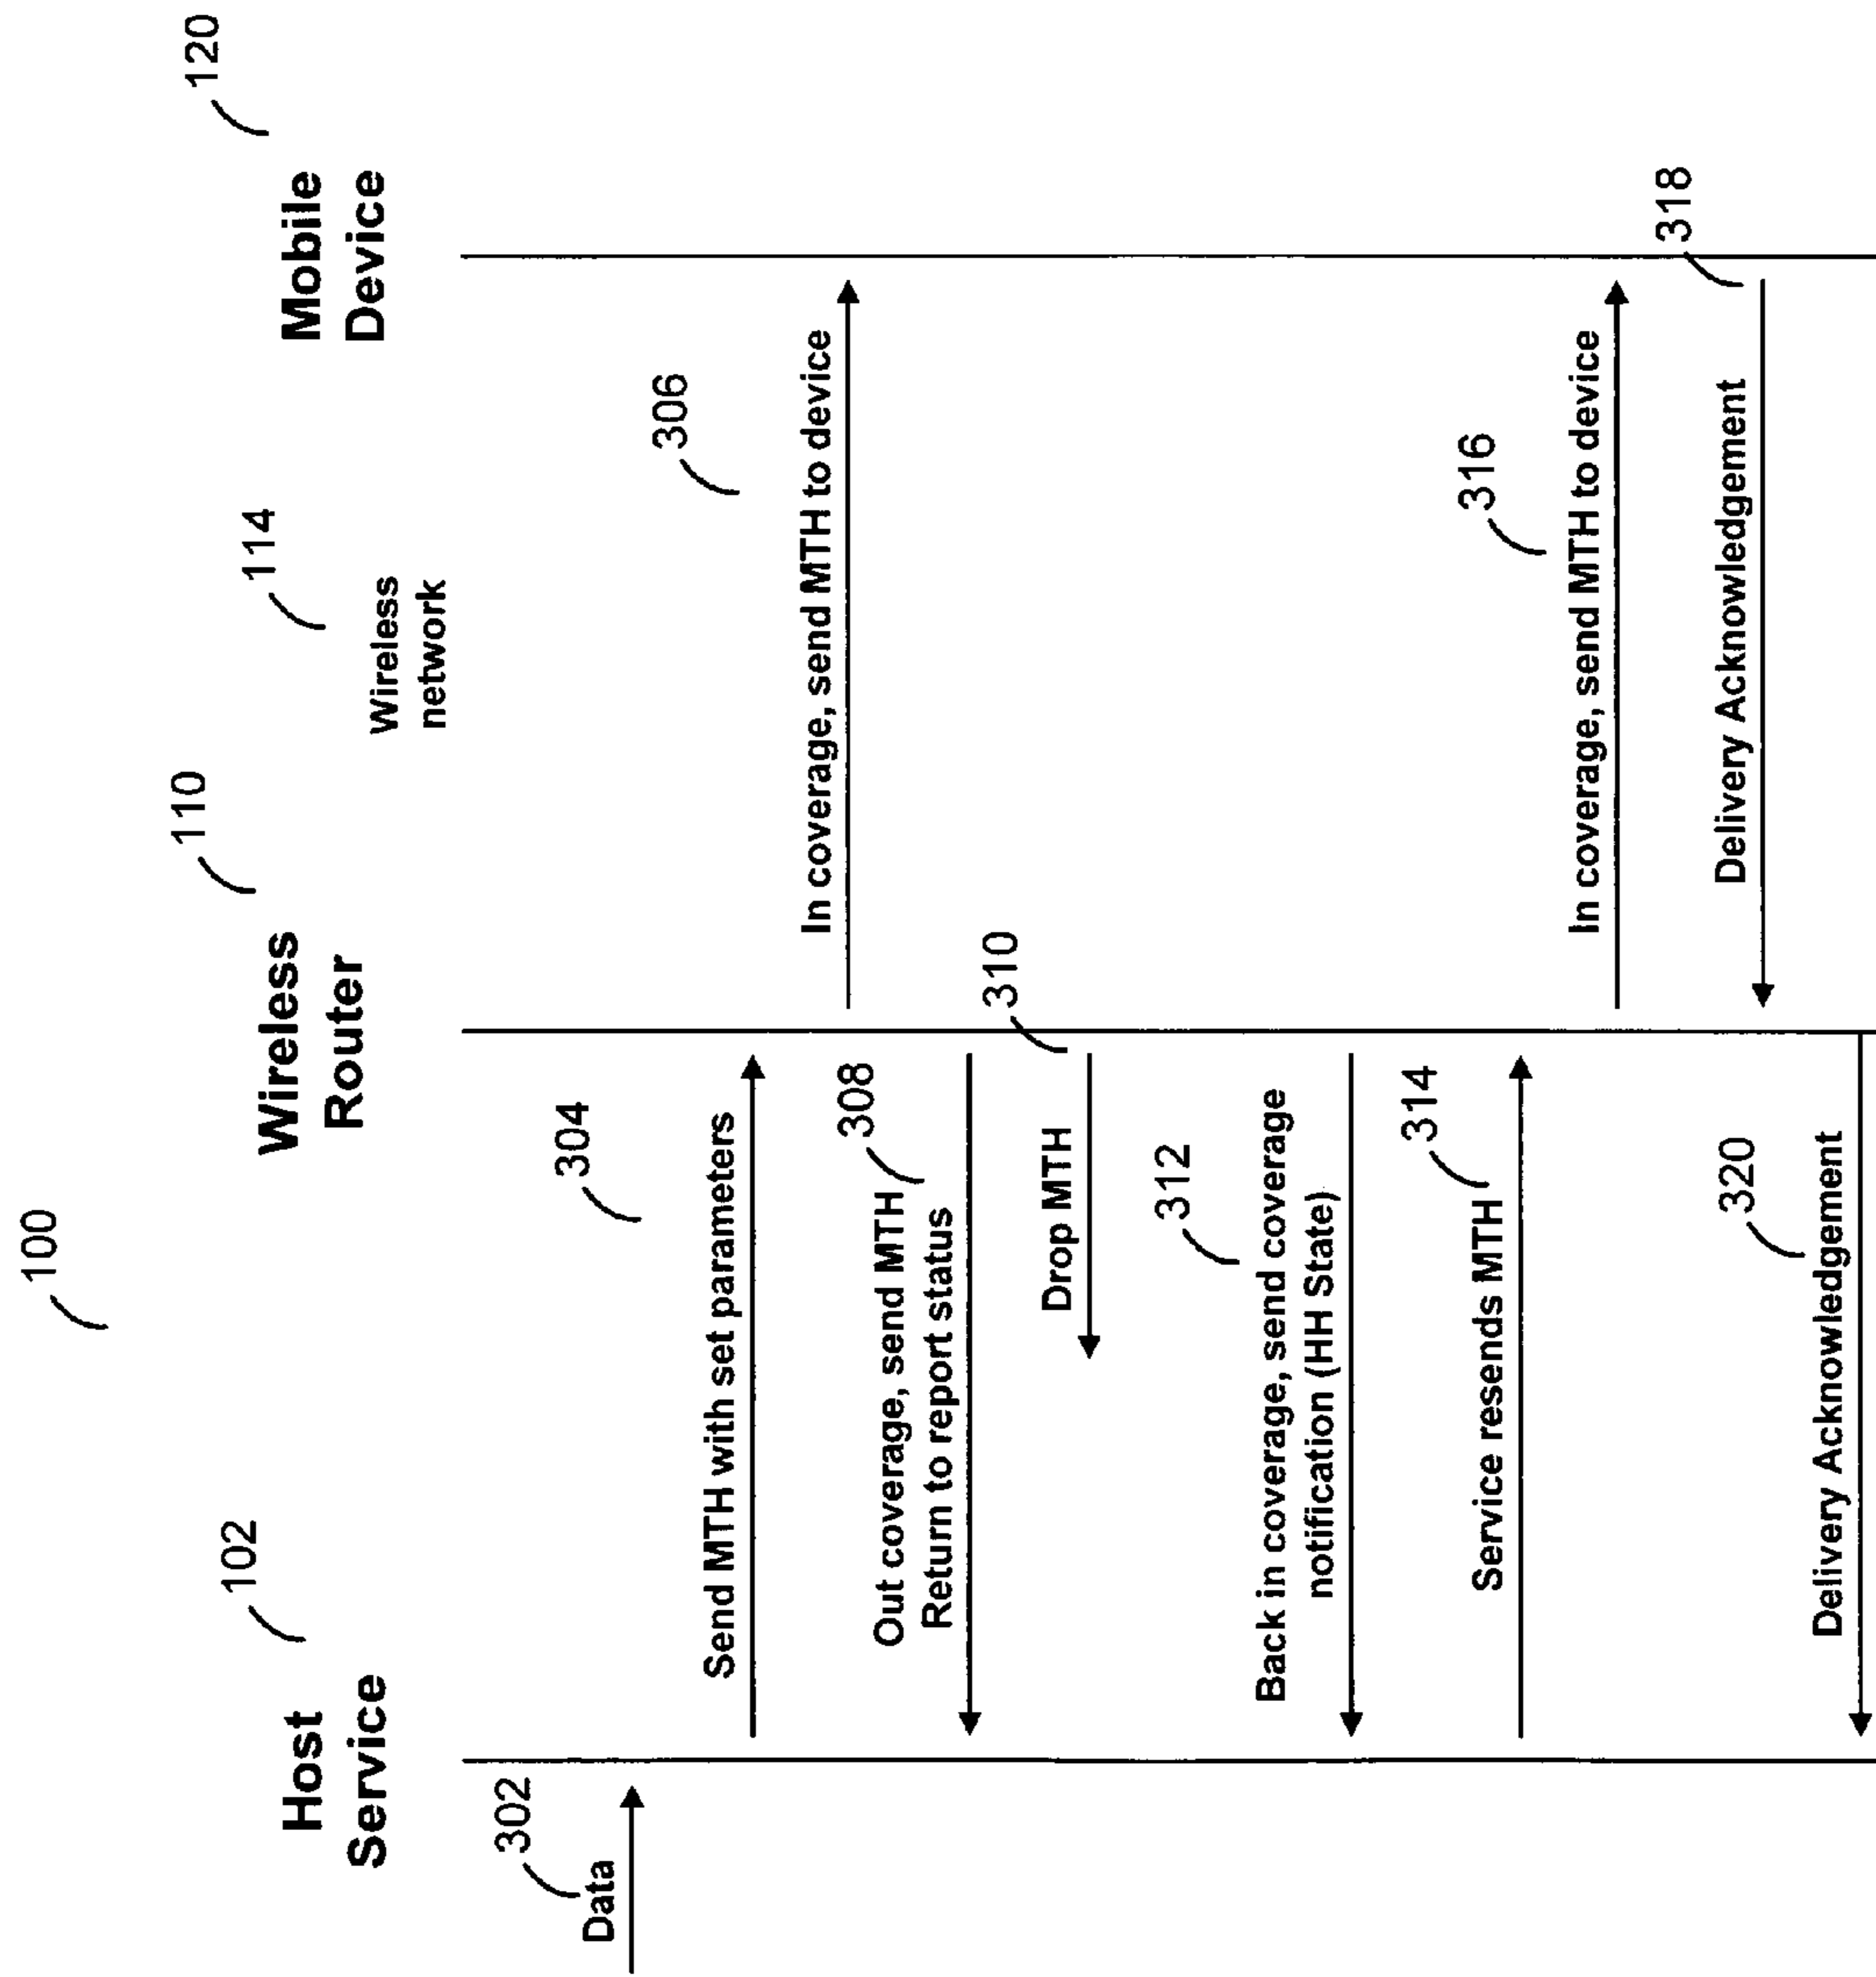 100
102
110
114
120
Host
Service
Wireless
Router
Wireless
network
Mobile
Device
302
Data
304
Send MTH with set parameters
306
In coverage, send MTH to device
308
Out coverage, send MTH
Return to report status
310
Drop MTH
312
Back in coverage, send coverage
notification (HH State)
314
Service resends MTH
316
In coverage, send MTH to device
318
Delivery Acknowledgement
320
Delivery Acknowledgement